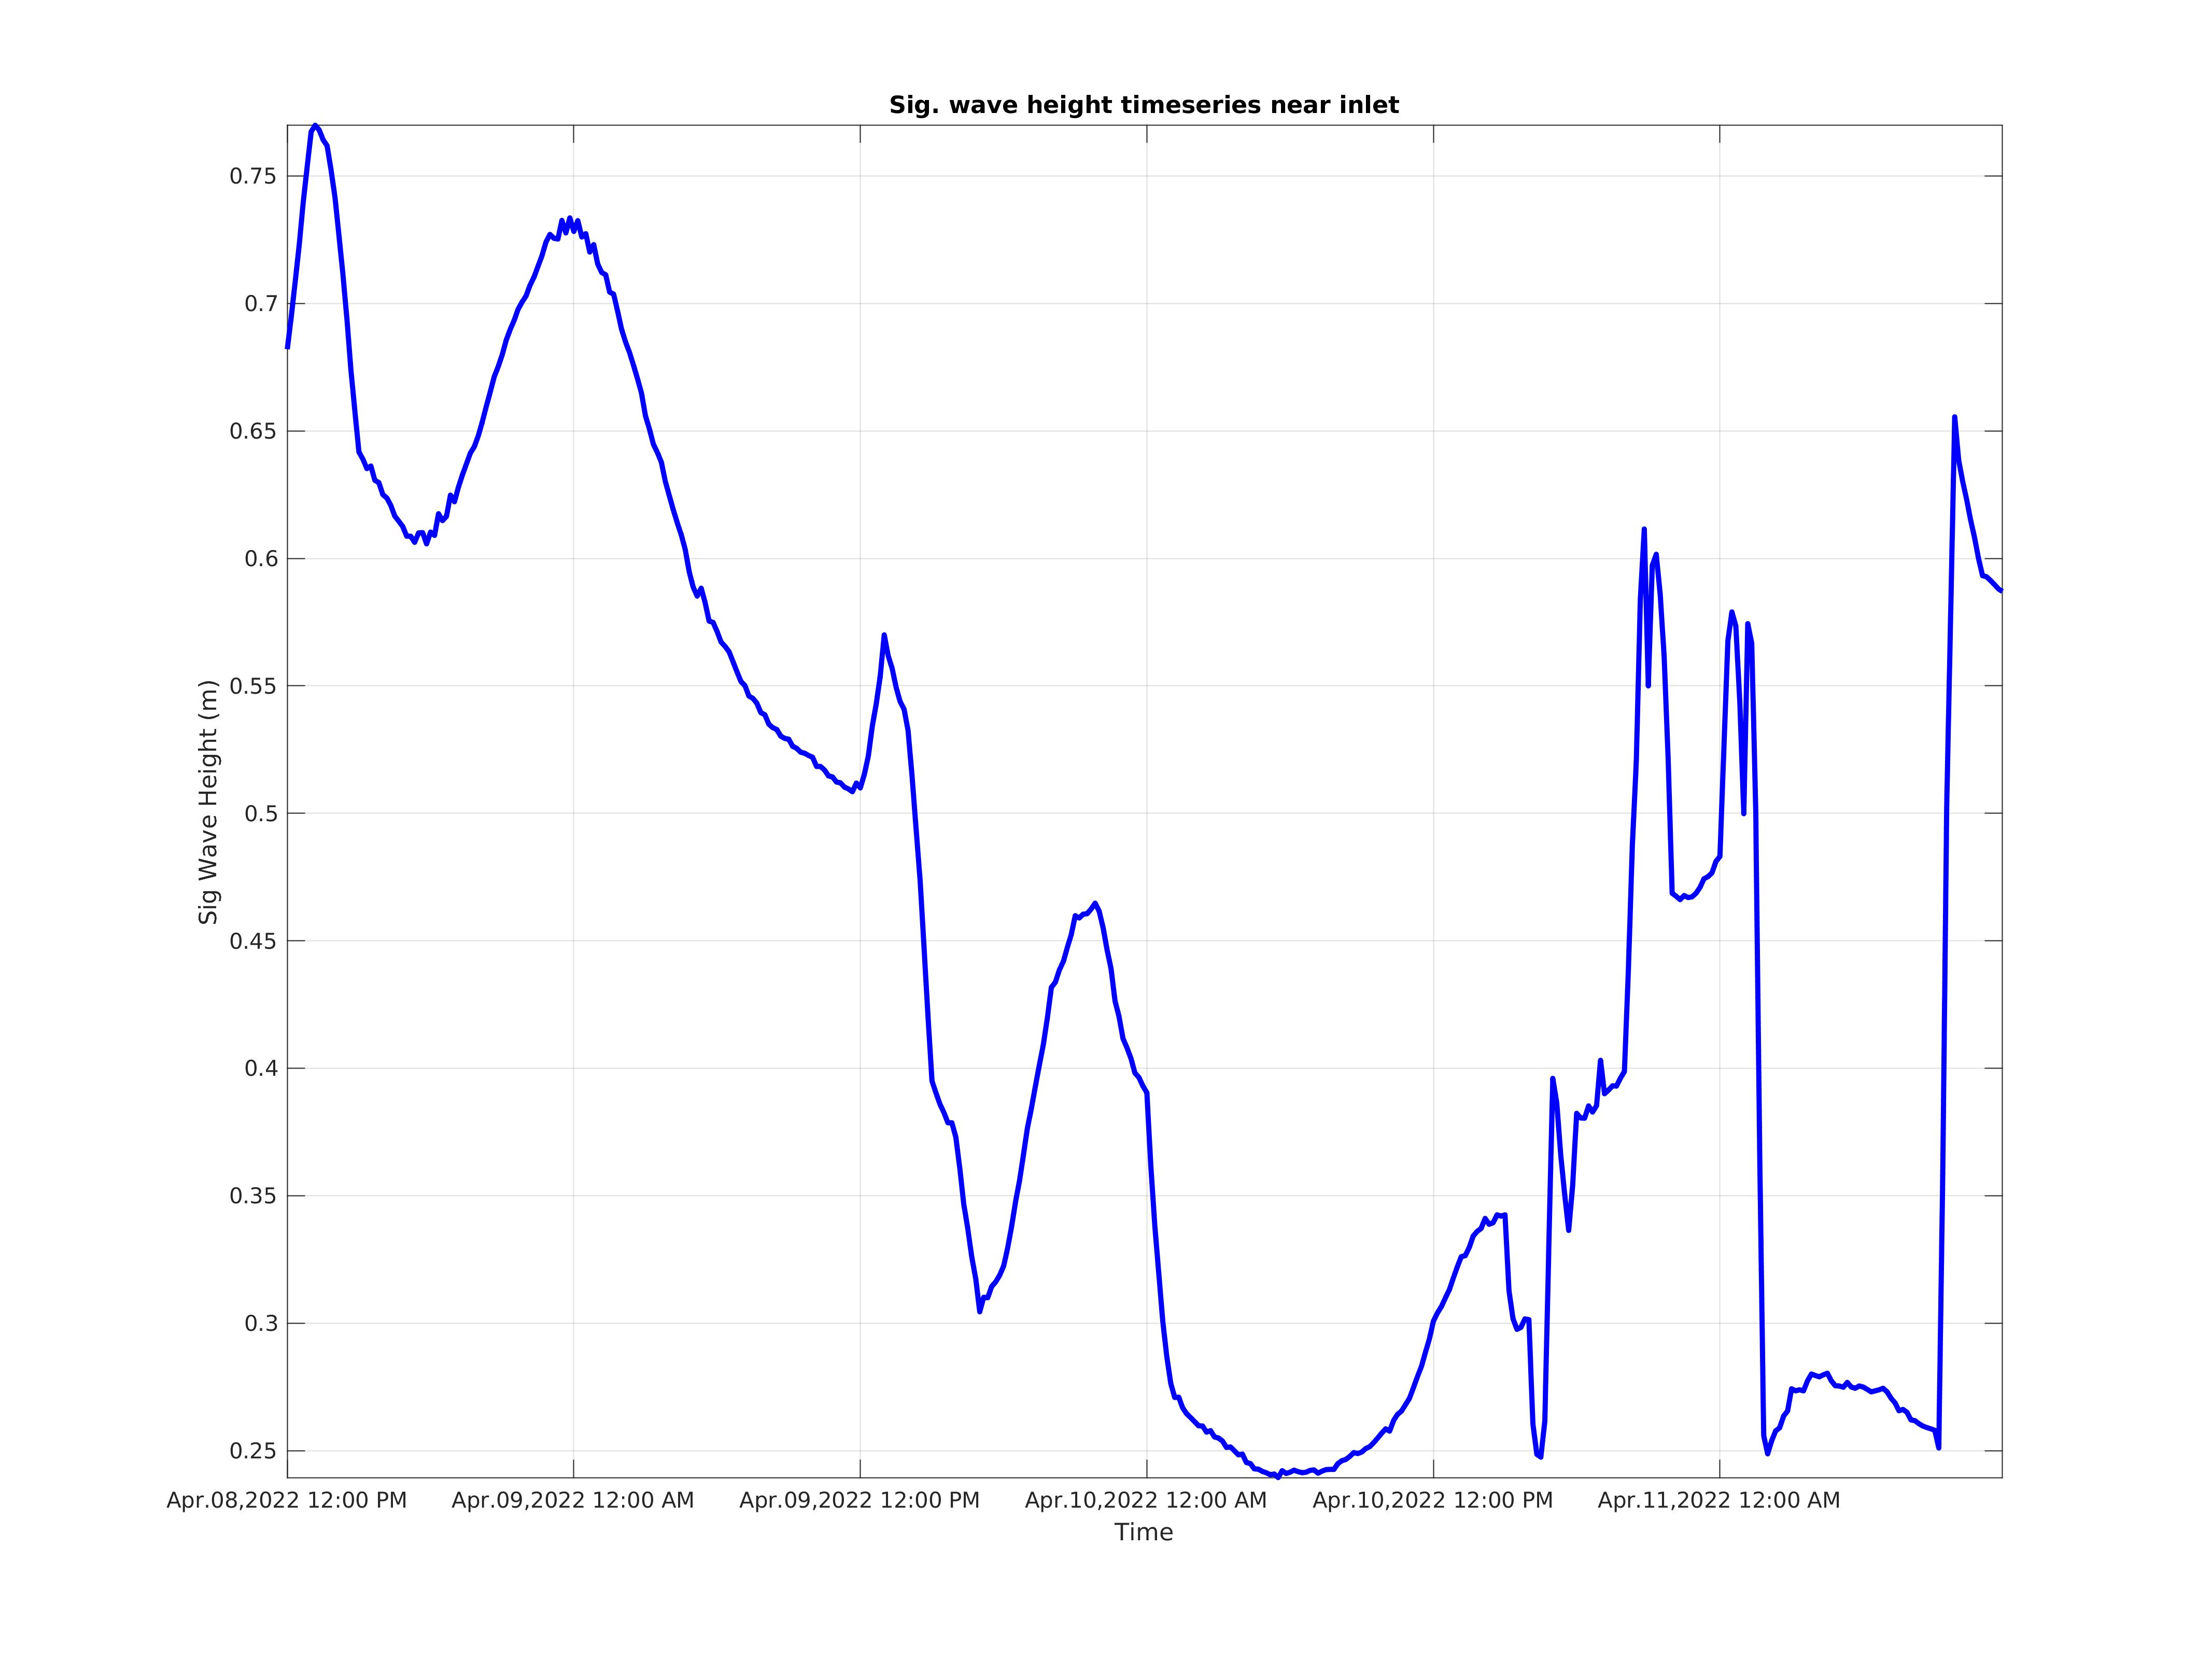 Sig. wave height timeseries near inlet
0.75
0.7
0.65
0.6
0.55
0.5
0.45
0.4
0.35
0.3
0.25
Sig Wave Height (m)
Apr.08,2022 12:00 PM
Apr.09,2022 12:00 AM
Apr.09,2022 12:00 PM
Apr.10,2022 12:00 AM
Apr.10,2022 12:00 PM
Apr.11,2022 12:00 AM
Time